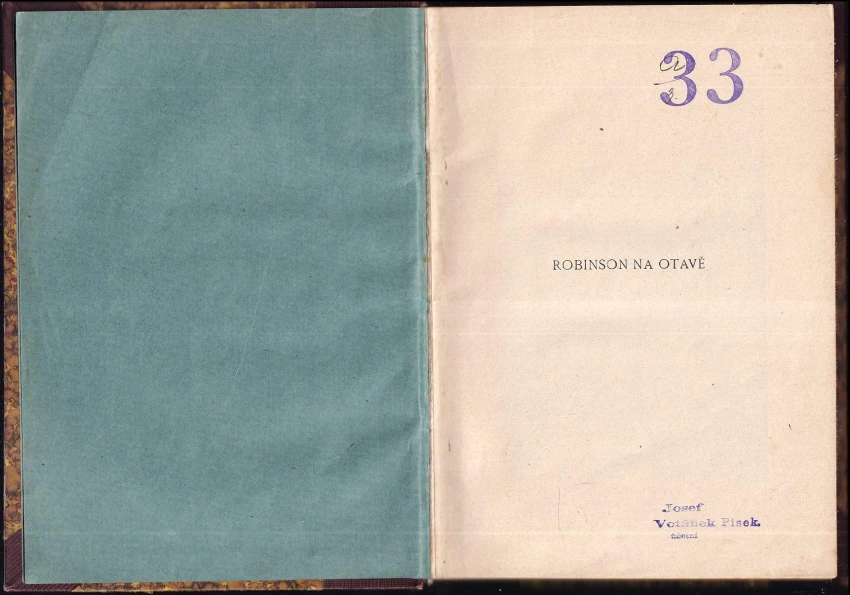 33
ROBINSON NA OTAVĚ
Josef
Votánek Písek.